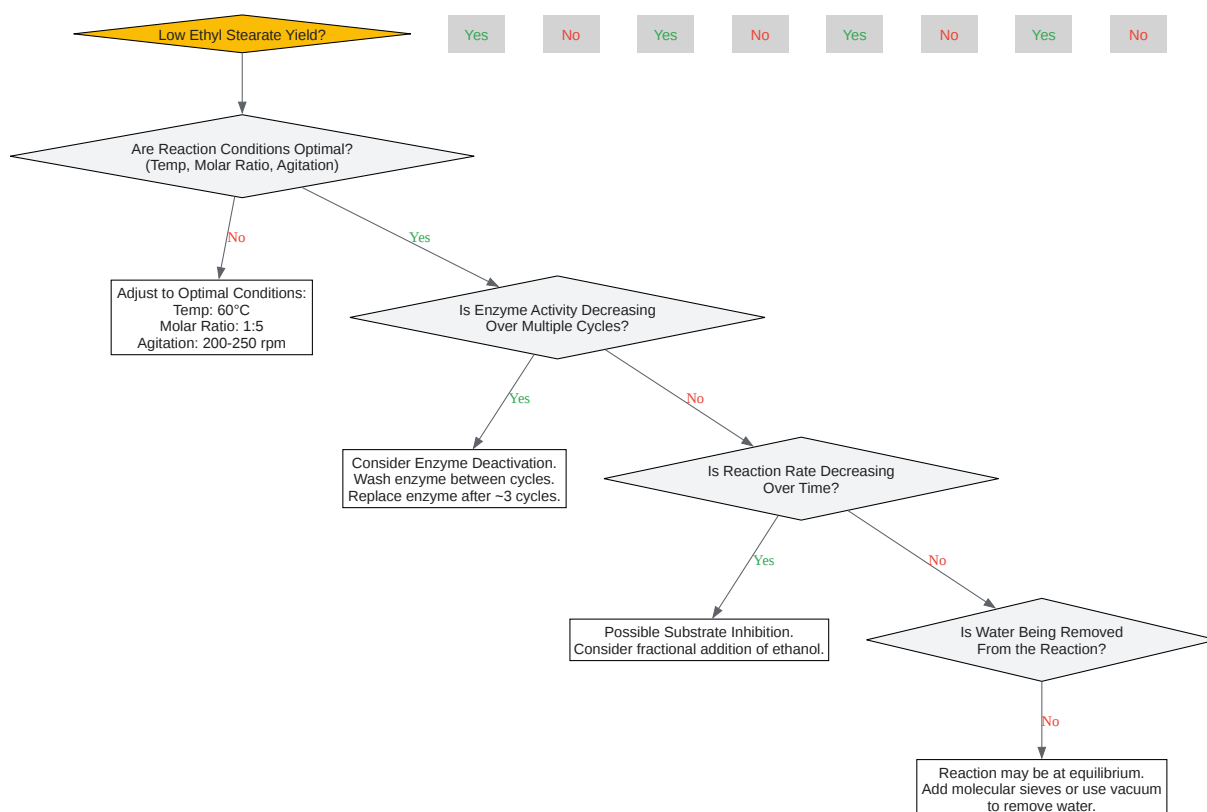 Low Ethyl Stearate Yield?
Yes
No
Yes
No
Yes
No
Yes
No
Are Reaction Conditions Optimal?
(Temp, Molar Ratio, Agitation)
No
Yes
Adjust to Optimal Conditions:
Temp: 60°C
Molar Ratio: 1:5
Agitation: 200-250 rpm
Is Enzyme Activity Decreasing
Over Multiple Cycles?
Yes
No
Consider Enzyme Deactivation.
Wash enzyme between cycles.
Replace enzyme after ~3 cycles.
Is Reaction Rate Decreasing
Over Time?
Yes
No
Possible Substrate Inhibition.
Consider fractional addition of ethanol.
Is Water Being Removed
From the Reaction?
No
Reaction may be at equilibrium.
Add molecular sieves or use vacuum
to remove water.